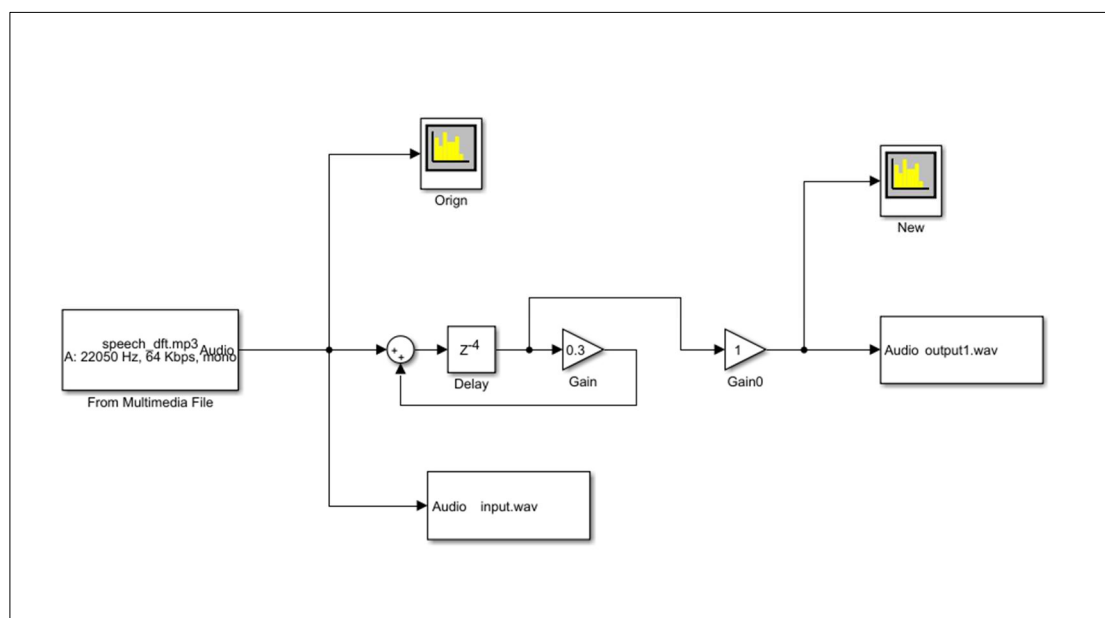 Orign
New
speech_dft.mp3
Audio
A: 22050 Hz, 64 Kbps, mono
From Multimedia File
+
+
Z-4
Delay
0.3
Gain
1
Gain0
Audio output1.wav
Audio input.wav